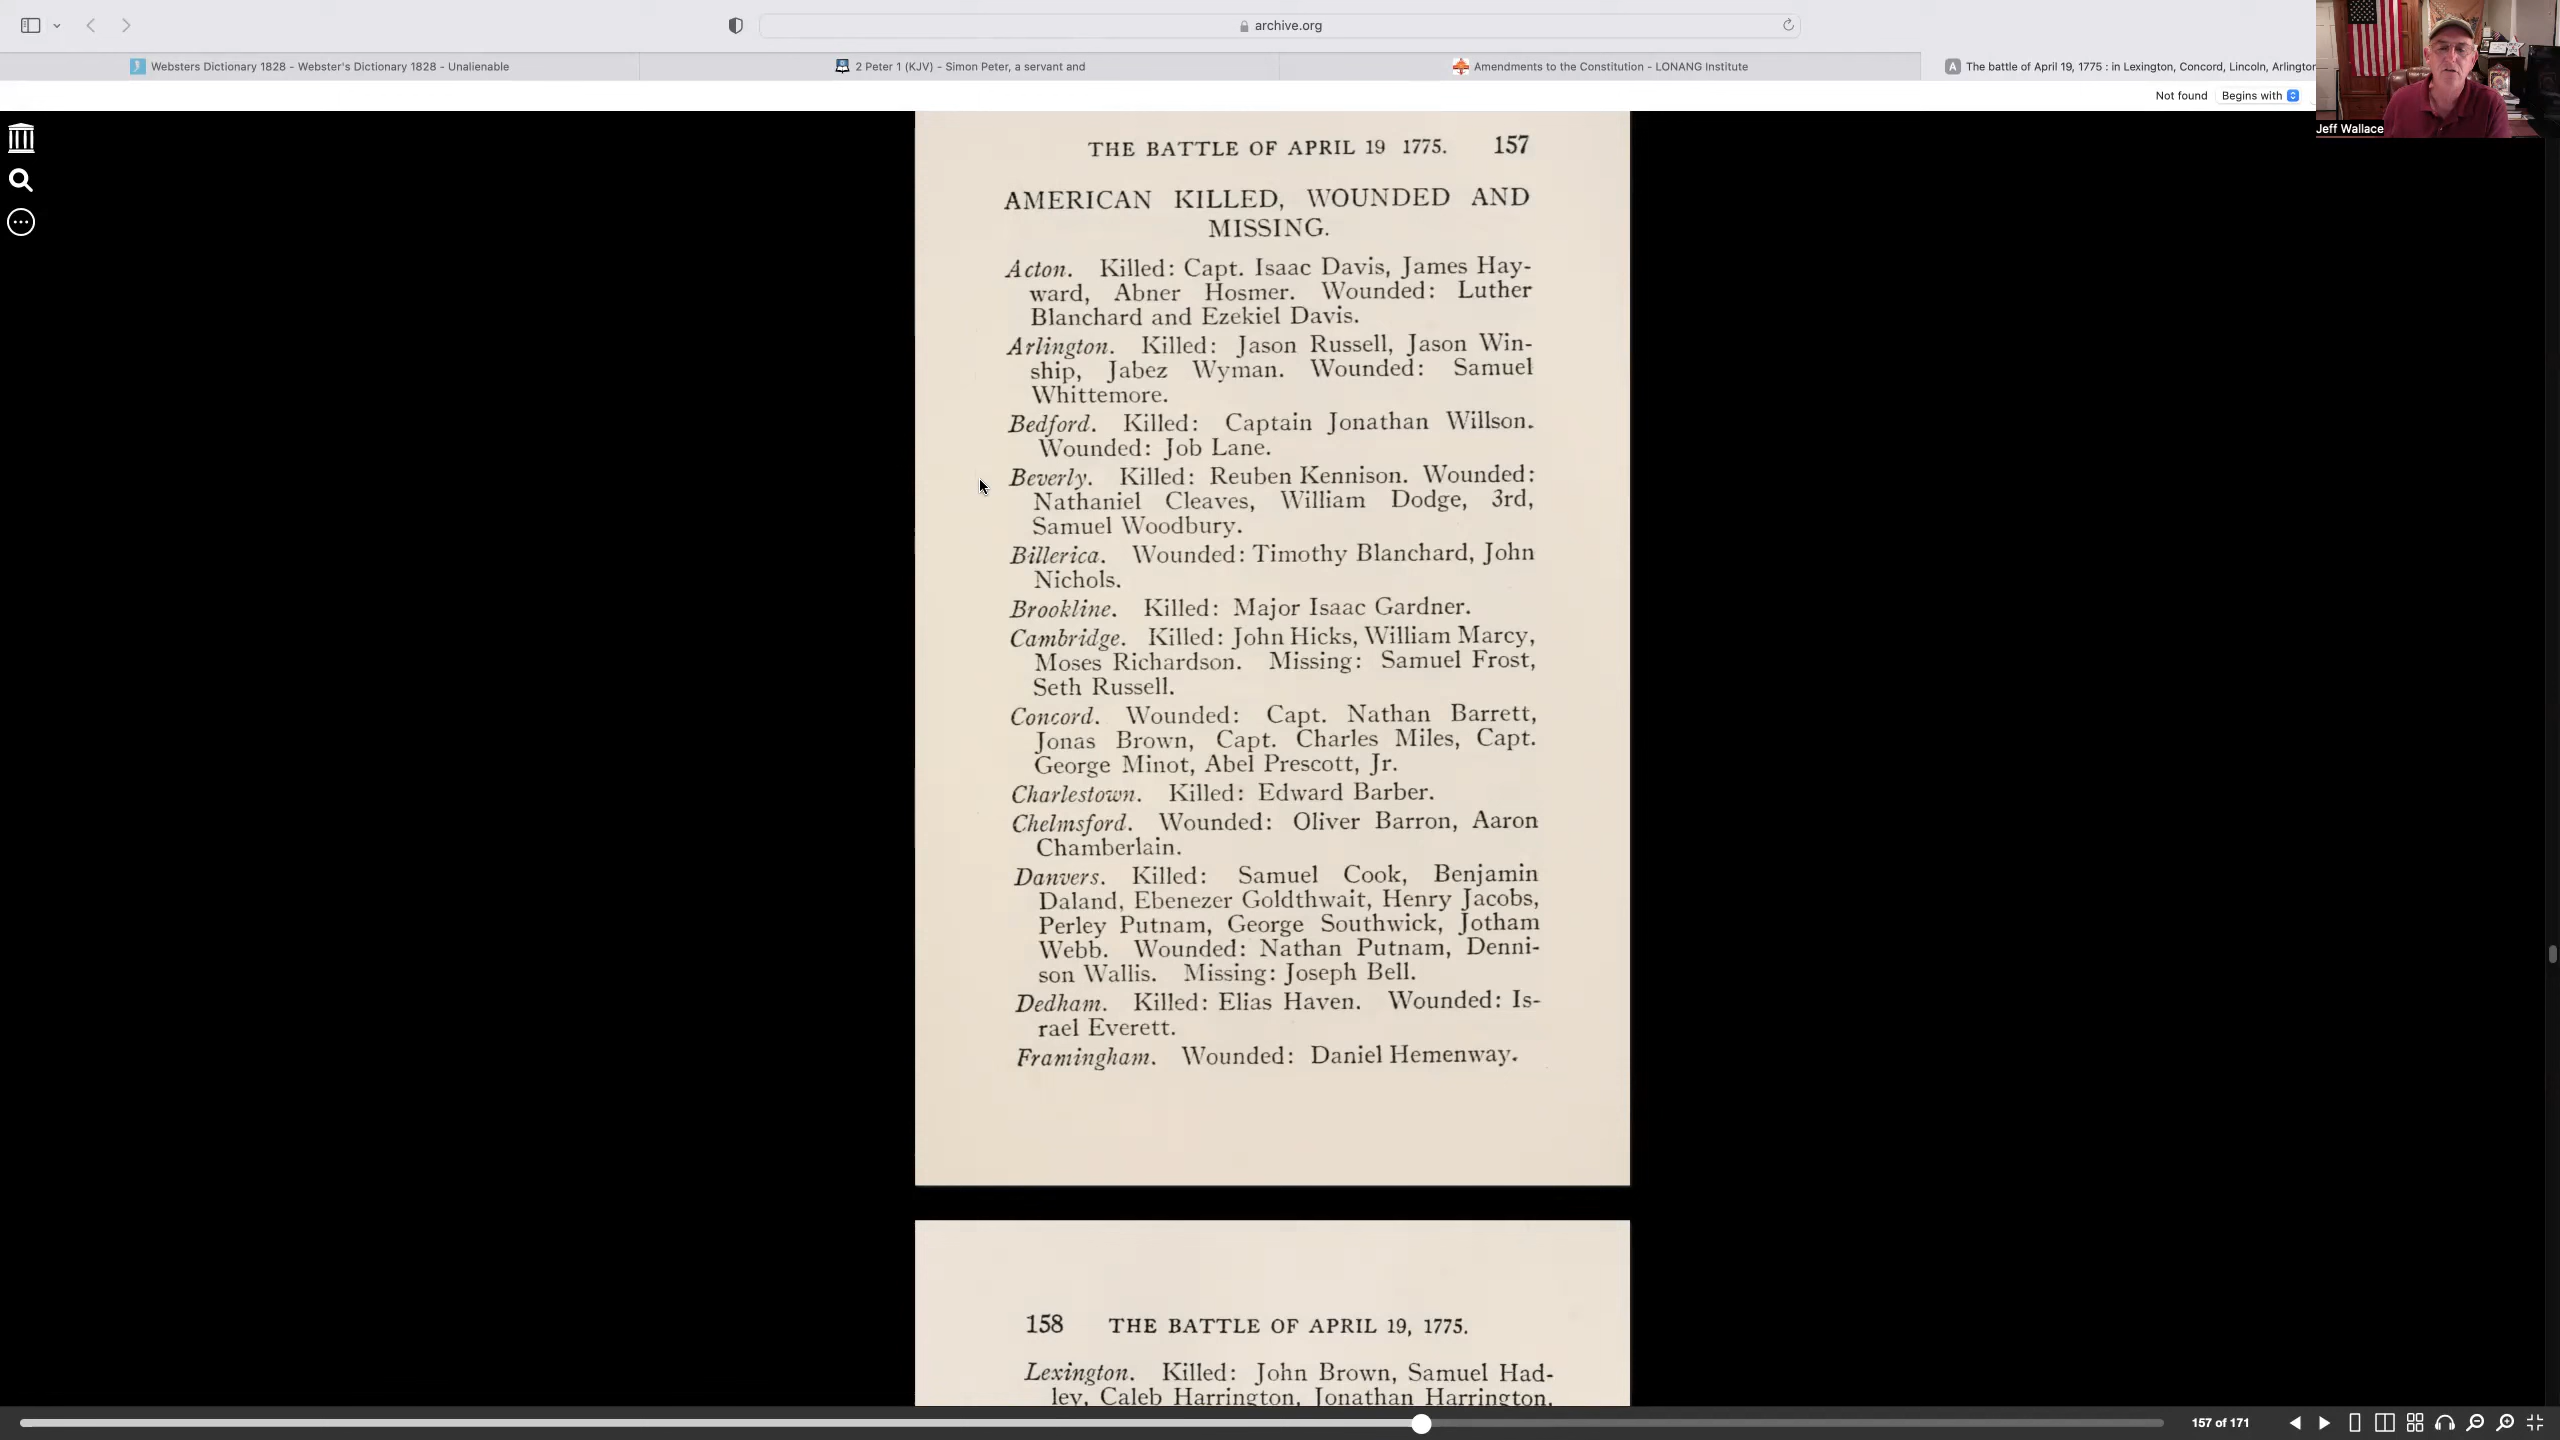 archive.org
Websters Dictionary 1828 - Webster's Dictionary 1828 - Unalienable
2 Peter 1 (KJV) - Simon Peter, a servant and
Amendments to the Constitution - LONANG Institute
A The battle of April 19, 1775 : in Lexington, Concord, Lincoln, Arlington
Not found
Begins with
Jeff Wallace
THE BATTLE OF APRIL 19 1775. 157
AMERICAN KILLED, WOUNDED AND
MISSING.
Acton. Killed: Capt. Isaac Davis, James Hay-
ward, Abner Hosmer. Wounded: Luther
Blanchard and Ezekiel Davis.
Arlington. Killed: Jason Russell, Jason Win-
ship, Jabez Wyman. Wounded: Samuel
Whittemore.
Bedford. Killed: Captain Jonathan Willson.
Wounded: Job Lane.
Beverly. Killed: Reuben Kennison. Wounded:
Nathaniel Cleaves, William Dodge, 3rd,
Samuel Woodbury.
Billerica. Wounded: Timothy Blanchard, John
Nichols.
Brookline. Killed: Major Isaac Gardner.
Cambridge. Killed: John Hicks, William Marcy,
Moses Richardson. Missing: Samuel Frost,
Seth Russell.
Concord. Wounded: Capt. Nathan Barrett,
Jonas Brown, Capt. Charles Miles, Capt.
George Minot, Abel Prescott, Jr.
Charlestown. Killed: Edward Barber.
Chelmsford. Wounded: Oliver Barron, Aaron
Chamberlain.
Danvers. Killed: Samuel Cook, Benjamin
Daland, Ebenezer Goldthwait, Henry Jacobs,
Perley Putnam, George Southwick, Jotham
Webb. Wounded: Nathan Putnam, Denni-
son Wallis. Missing: Joseph Bell.
Dedham. Killed: Elias Haven. Wounded: Is-
rael Everett.
Framingham. Wounded: Daniel Hemenway.
158 THE BATTLE OF APRIL 19, 1775.
Lexington. Killed: John Brown, Samuel Had-
ley, Caleb Harrington, Jonathan Harrington,
157 of 171